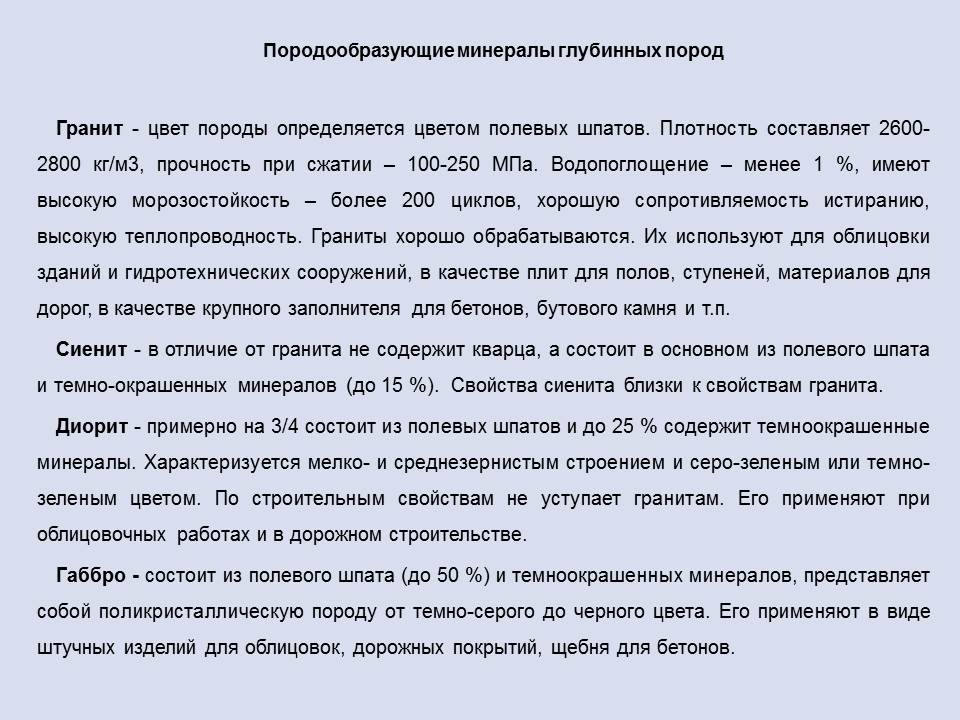 Породообразующие минералы глубинных пород
Гранит - цвет породы определяется цветом полевых шпатов. Плотность составляет 2600-
2800 кг/м3, прочность при сжатии – 100-250 МПа. Водопоглощение – менее 1 %, имеют
высокую морозостойкость – более 200 циклов, хорошую сопротивляемость истиранию,
высокую теплопроводность. Граниты хорошо обрабатываются. Их используют для облицовки
зданий и гидротехнических сооружений, в качестве плит для полов, ступеней, материалов для
дорог, в качестве крупного заполнителя для бетонов, бутового камня и т.п.
Сиенит - в отличие от гранита не содержит кварца, а состоит в основном из полевого шпата
и темно-окрашенных минералов (до 15 %). Свойства сиенита близки к свойствам гранита.
Диорит - примерно на 3/4 состоит из полевых шпатов и до 25 % содержит темноокрашенные
минералы. Характеризуется мелко- и среднезернистым строением и серо-зеленым или темно-
зеленым цветом. По строительным свойствам не уступает гранитам. Его применяют при
облицовочных работах и в дорожном строительстве.
Габбро - состоит из полевого шпата (до 50 %) и темноокрашенных минералов, представляет
собой поликристаллическую породу от темно-серого до черного цвета. Его применяют в виде
штучных изделий для облицовок, дорожных покрытий, щебня для бетонов.